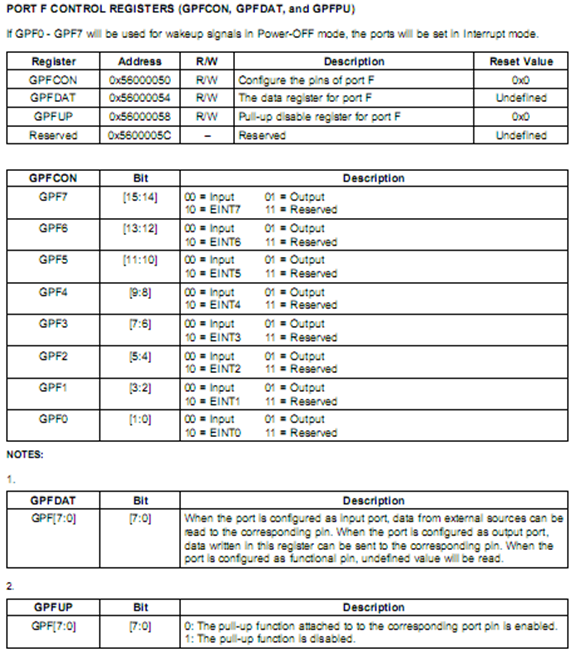 PORT F CONTROL REGISTERS (GPFCON, GPFDAT, and GPFPU)
If GPF0 - GPF7 will be used for wakeup signals in Power-OFF mode, the ports will be set in Interrupt mode.
Register Address R/W Description Reset Value
GPFCON 0x56000050 R/W Configure the pins of port F 0x0
GPFDAT 0x56000054 R/W The data register for port F Undefined
GPFUP 0x56000058 R/W Pull-up disable register for port F 0x0
Reserved 0x5600005C – Reserved Undefined
GPFCON Bit Description
GPF7 [15:14] 00 = Input 01 = Output
10 = EINT7 11 = Reserved
GPF6 [13:12] 00 = Input 01 = Output
10 = EINT6 11 = Reserved
GPF5 [11:10] 00 = Input 01 = Output
10 = EINT5 11 = Reserved
GPF4 [9:8] 00 = Input 01 = Output
10 = EINT4 11 = Reserved
GPF3 [7:6] 00 = Input 01 = Output
10 = EINT3 11 = Reserved
GPF2 [5:4] 00 = Input 01 = Output
10 = EINT2 11 = Reserved
GPF1 [3:2] 00 = Input 01 = Output
10 = EINT1 11 = Reserved
GPF0 [1:0] 00 = Input 01 = Output
10 = EINT0 11 = Reserved
NOTES:
1.
GPFDAT Bit Description
GPF[7:0] [7:0] When the port is configured as input port, data from external sources can be
read to the corresponding pin. When the port is configured as output port,
data written in this register can be sent to the corresponding pin. When the
port is configured as functional pin, undefined value will be read.
2.
GPFUP Bit Description
GPF[7:0] [7:0] 0: The pull-up function attached to to the corresponding port pin is enabled.
1: The pull-up function is disabled.